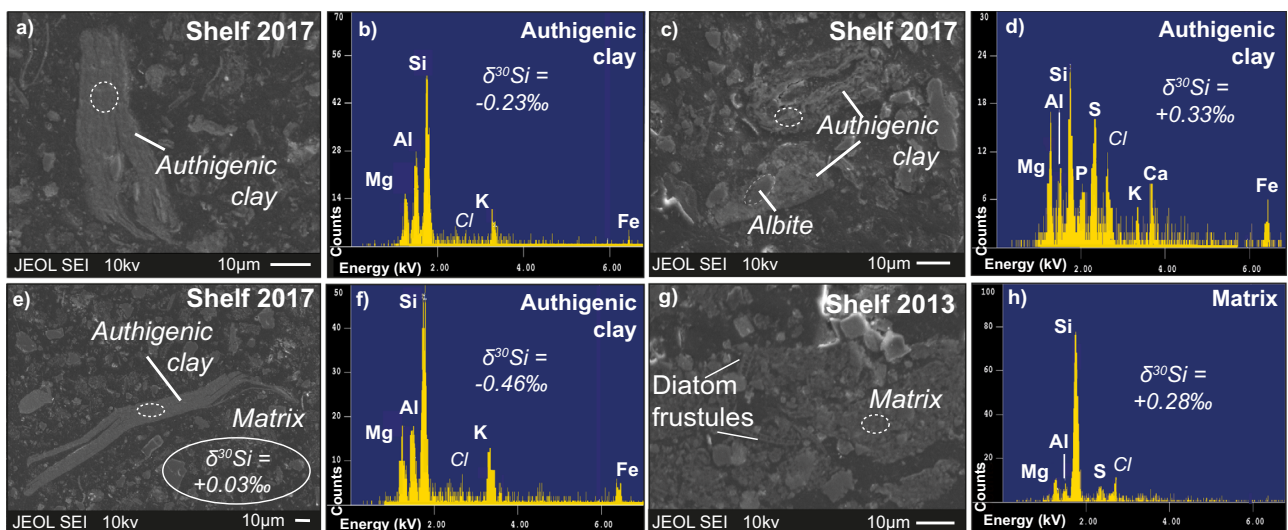 a) Shelf 2017
Authigenic
clay
JEOL SEI 10kv 10μm
b) Authigenic
clay
70
56
42
28
14
Counts
Si
δ³⁰Si =
-0.23‰
Al
Mg
Cl
K
Fe
Energy (kV) 2.00 4.00 6.00
c) Shelf 2017
Authigenic
clay
Albite
JEOL SEI 10kv 10μm
d) Authigenic
clay
30
24
18
12
6
Counts
Si
Al
S
δ³⁰Si =
+0.33‰
Cl
Mg
P
K
Ca
Fe
Energy (kV) 2.00 4.00 6.00
e) Shelf 2017
Authigenic
clay
Matrix
δ³⁰Si =
+0.03‰
JEOL SEI 10kv 10μm
f) Authigenic
clay
50
40
30
20
10
Counts
Si
δ³⁰Si =
-0.46‰
Al
Mg
Cl
K
Fe
Energy (kV) 2.00 4.00 6.00
g) Shelf 2013
Diatom
frustules
Matrix
JEOL SEI 10kv 10μm
h) Matrix
100
80
60
40
20
Counts
Si
δ³⁰Si =
+0.28‰
Al
Mg
S
Cl
Energy (kV) 2.00 4.00 6.00